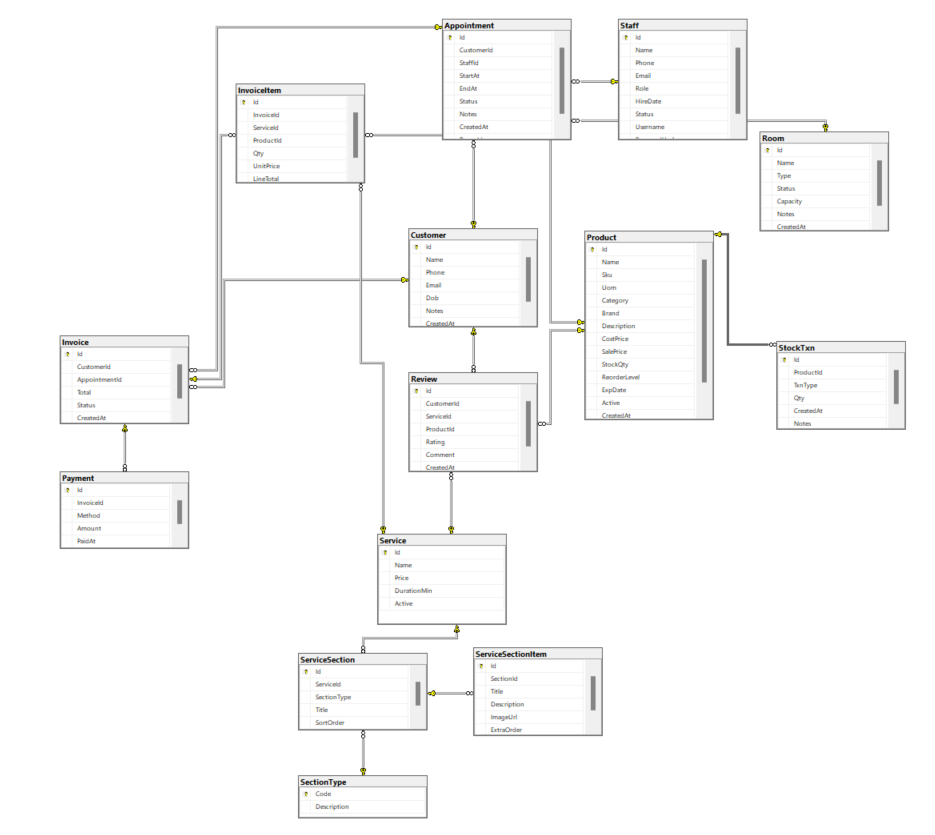 Appointment
Id
CustomerId
StaffId
StartAt
EndAt
Status
Notes
CreatedAt
Staff
Id
Name
Phone
Email
Role
HireDate
Status
Username
InvoiceItem
Id
InvoiceId
ServiceId
ProductId
Qty
UnitPrice
LineTotal
Room
Id
Name
Type
Status
Capacity
Notes
CreatedAt
Customer
Id
Name
Phone
Email
Dob
Notes
CreatedAt
Product
Id
Name
Sku
Uom
Category
Brand
Description
CostPrice
SalePrice
StockQty
ReorderLevel
ExpDate
Active
CreatedAt
Invoice
Id
CustomerId
AppointmentId
Total
Status
CreatedAt
StockTxn
Id
ProductId
TxnType
Qty
CreatedAt
Notes
Review
Id
CustomerId
ServiceId
ProductId
Rating
Comment
CreatedAt
Payment
Id
InvoiceId
Method
Amount
PaidAt
Service
Id
Name
Price
DurationMin
Active
ServiceSection
Id
ServiceId
SectionType
Title
SortOrder
ServiceSectionItem
Id
SectionId
Title
Description
ImageUrl
ExtraOrder
SectionType
Code
Description